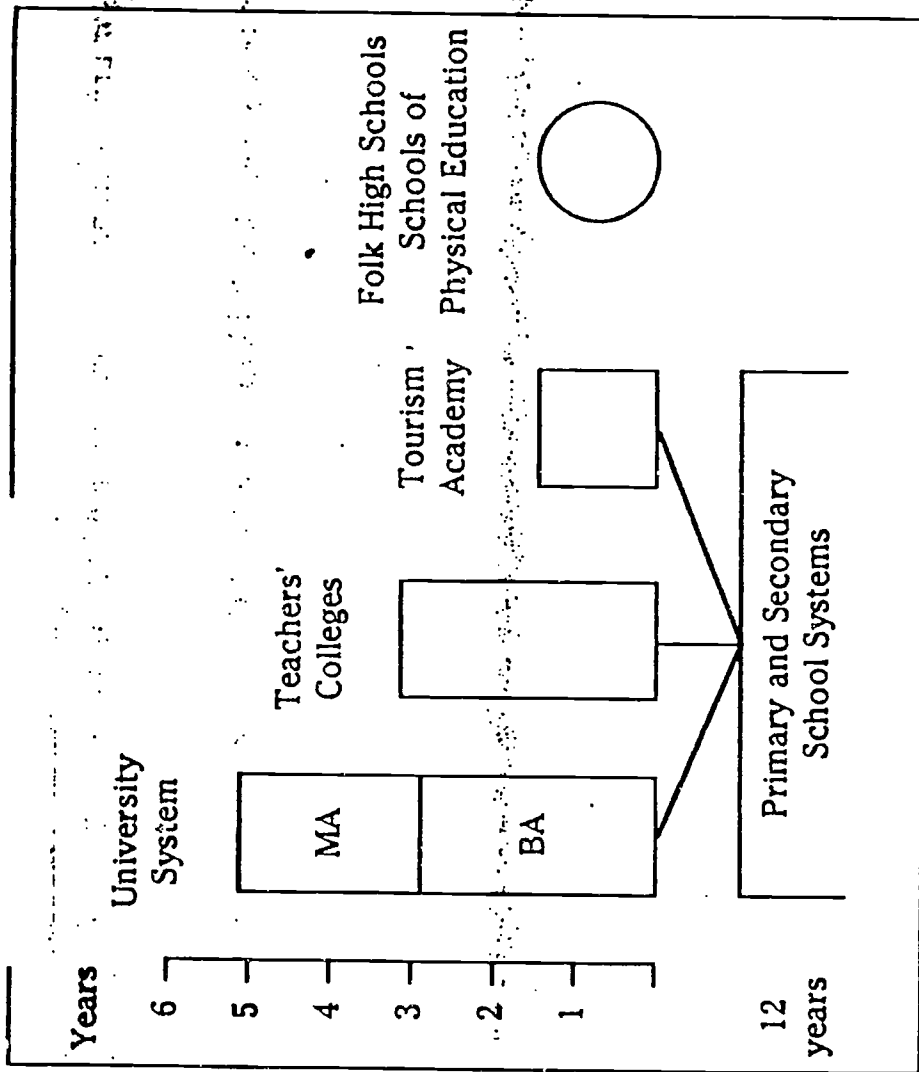 Years
6
5
4
3
2
1
12
years
University
System
MA
BA
Teachers'
Colleges
Tourism
Academy
Folk High Schools
Schools of
Physical Education
Primary and Secondary
School Systems